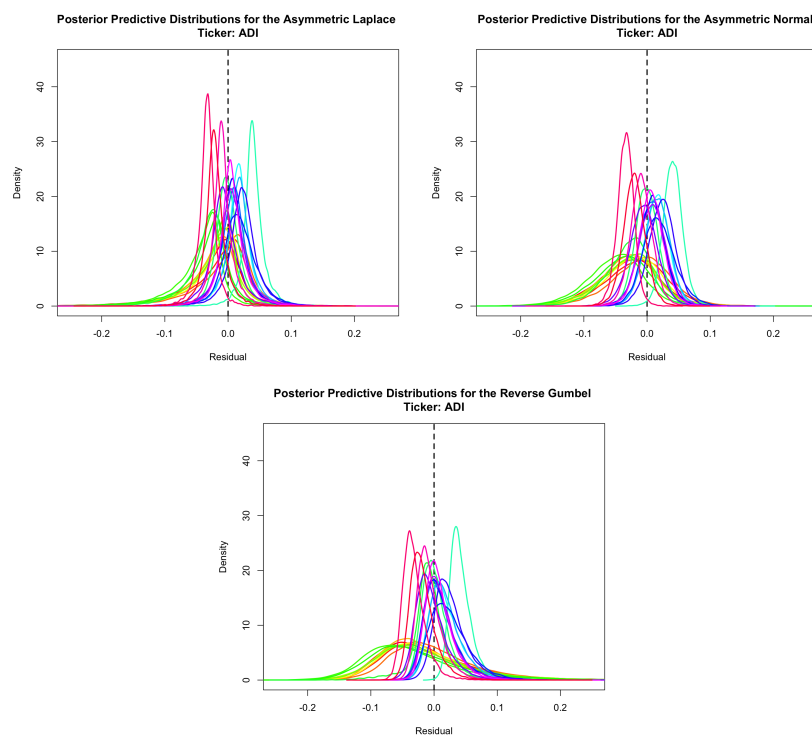 Posterior Predictive Distributions for the Asymmetric Laplace
Ticker: ADI
Density
0
10
20
30
40
-0.2
-0.1
0.0
0.1
0.2
Residual
Posterior Predictive Distributions for the Asymmetric Normal
Ticker: ADI
Density
0
10
20
30
40
-0.2
-0.1
0.0
0.1
0.2
Residual
Posterior Predictive Distributions for the Reverse Gumbel
Ticker: ADI
Density
0
10
20
30
40
-0.2
-0.1
0.0
0.1
0.2
Residual